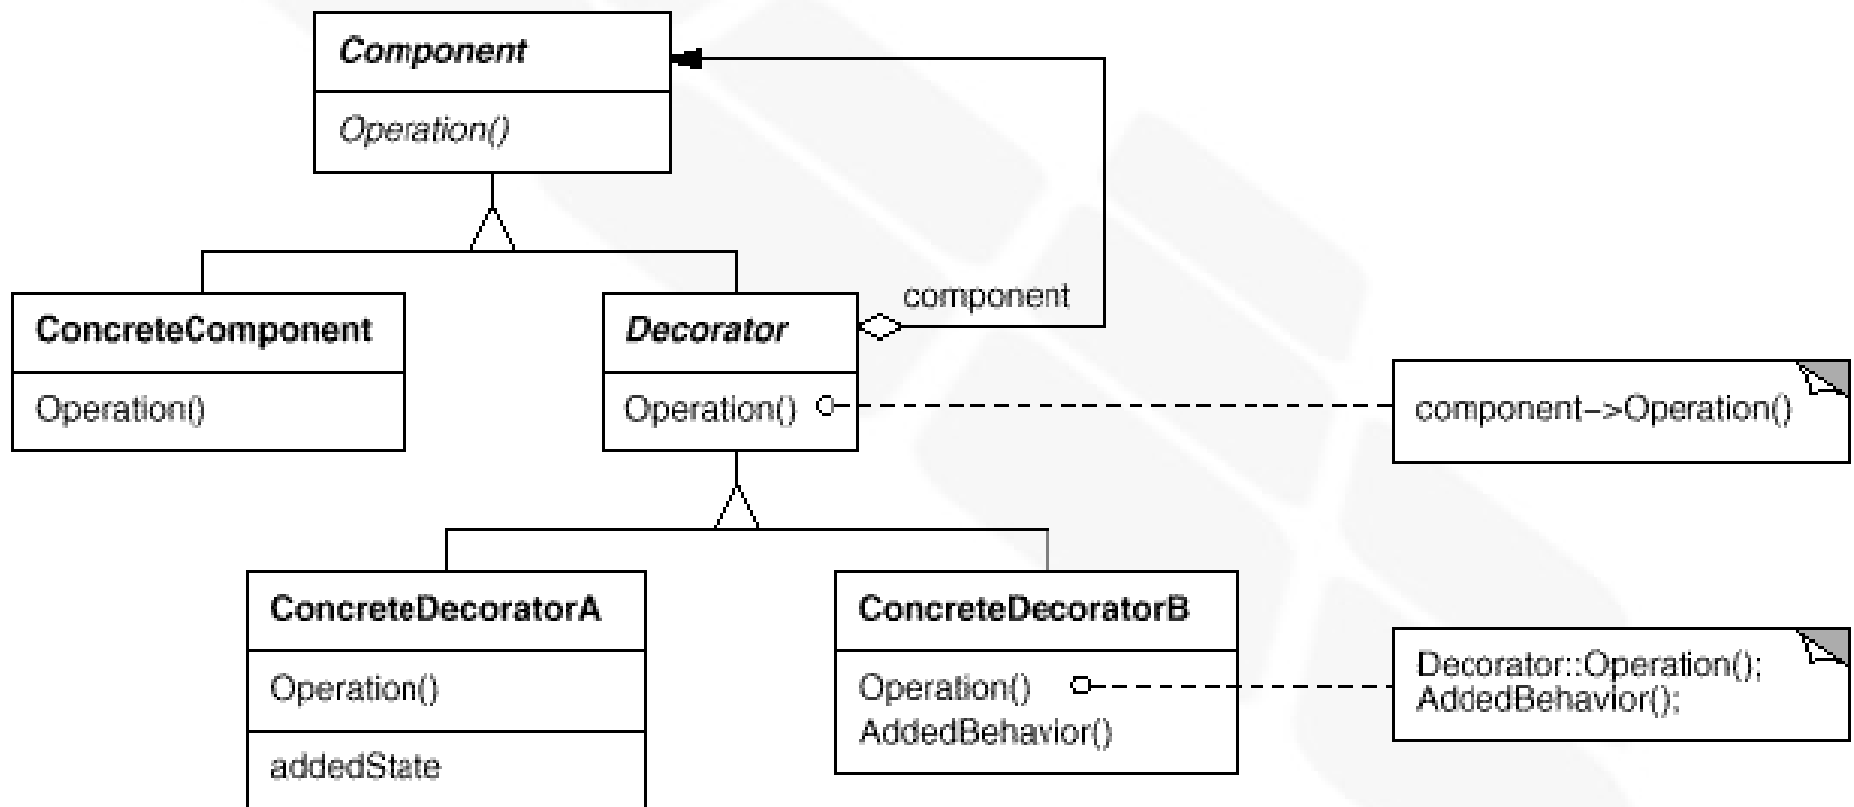 Component
Operation()
component
ConcreteComponent
Operation()
Decorator
Operation()
component–>Operation()
ConcreteDecoratorA
Operation()
addedState
ConcreteDecoratorB
Operation()
AddedBehavior()
Decorator::Operation();
AddedBehavior();